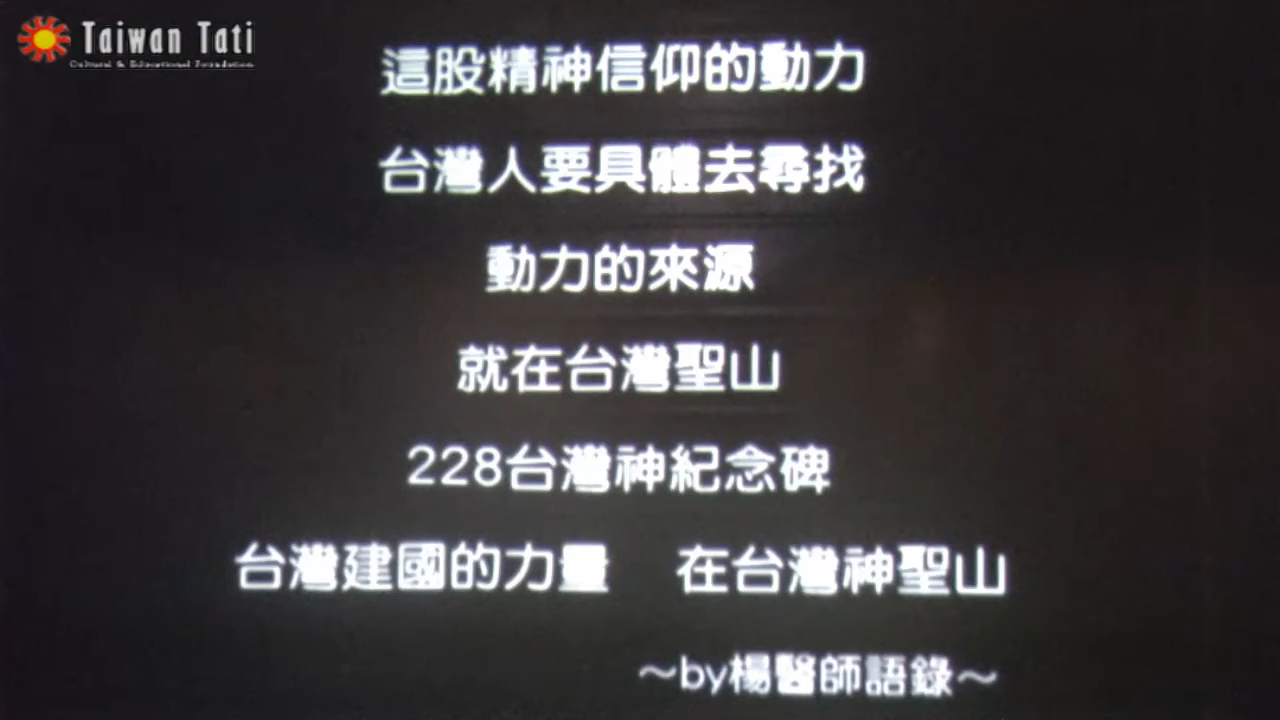 Taiwan Tati
Cultural & Educational Foundation
這股精神信仰的動力
台灣人要具體去尋找
動力的來源
就在台灣聖山
228台灣神紀念碑
台灣建國的力量 在台灣神聖山
～by楊醫師語錄～